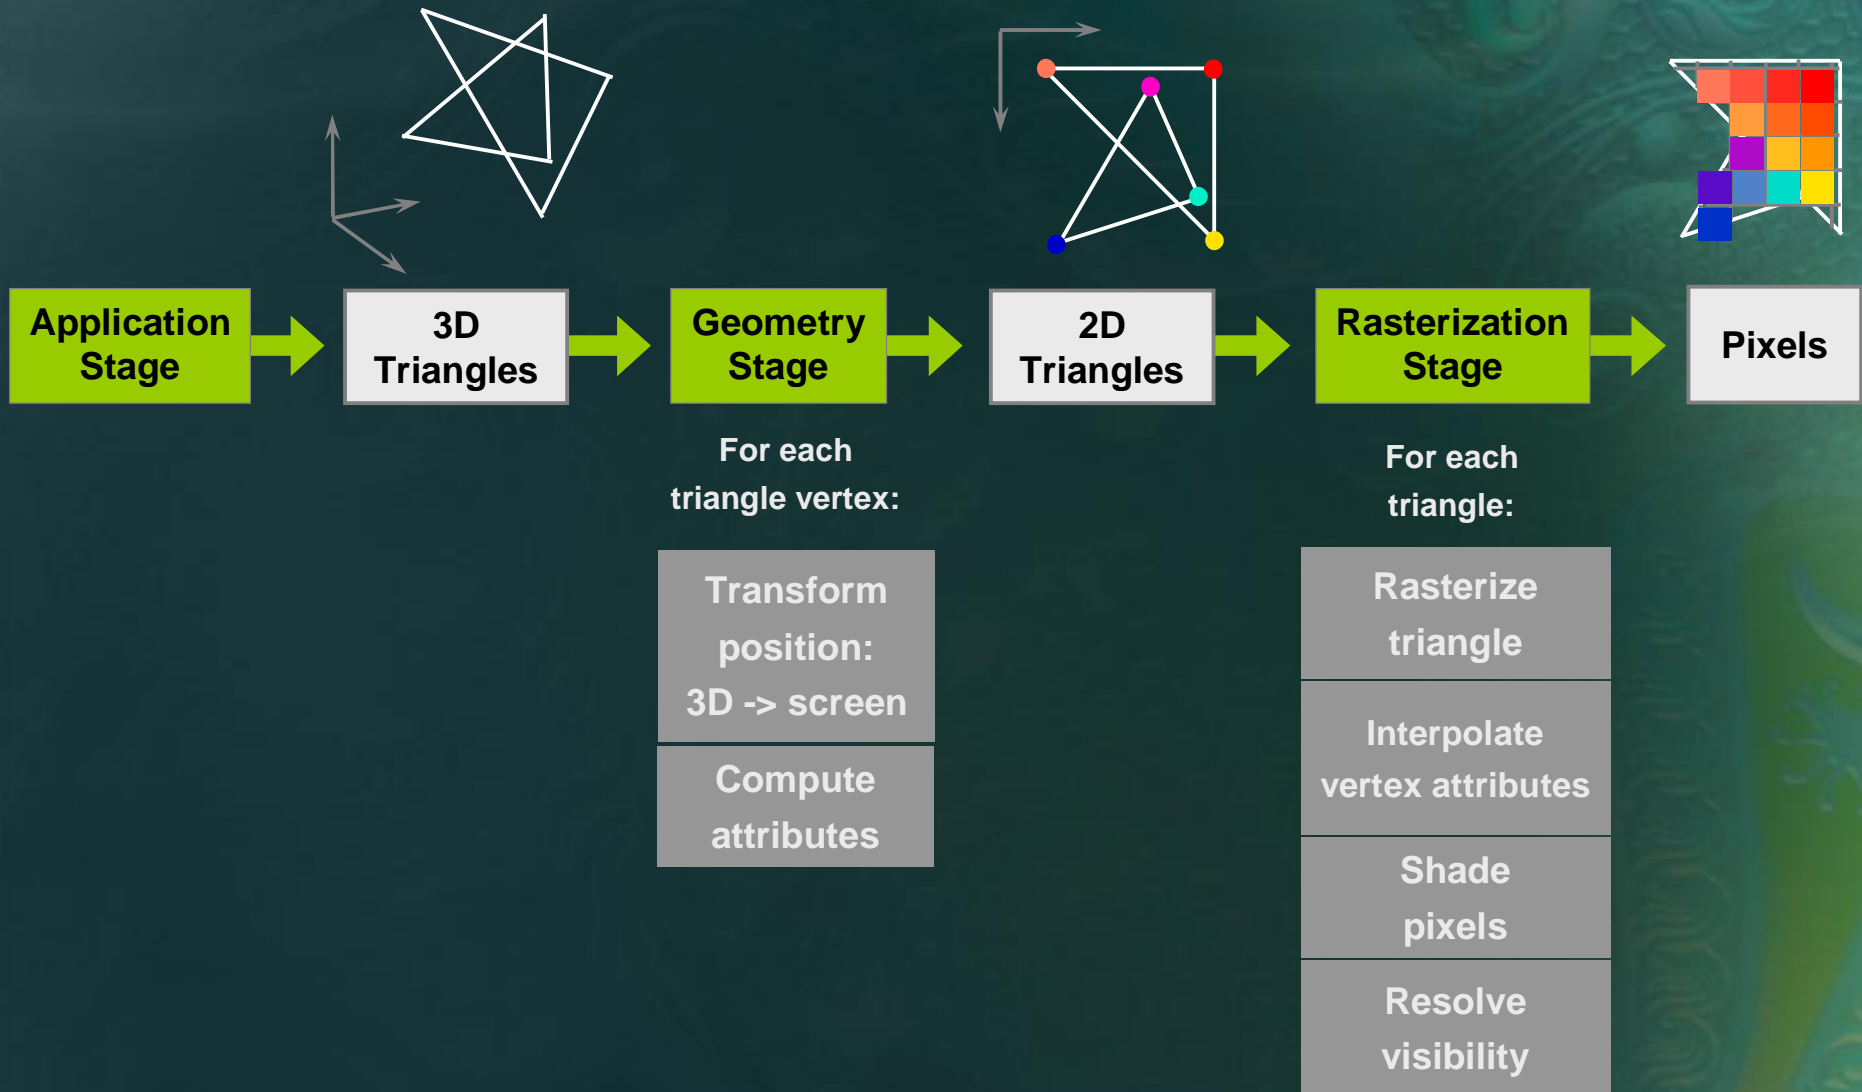 Application
Stage
3D
Triangles
Geometry
Stage
2D
Triangles
Rasterization
Stage
Pixels
For each
triangle vertex:
Transform
position:
3D -> screen
Compute
attributes
For each
triangle:
Rasterize
triangle
Interpolate
vertex attributes
Shade
pixels
Resolve
visibility